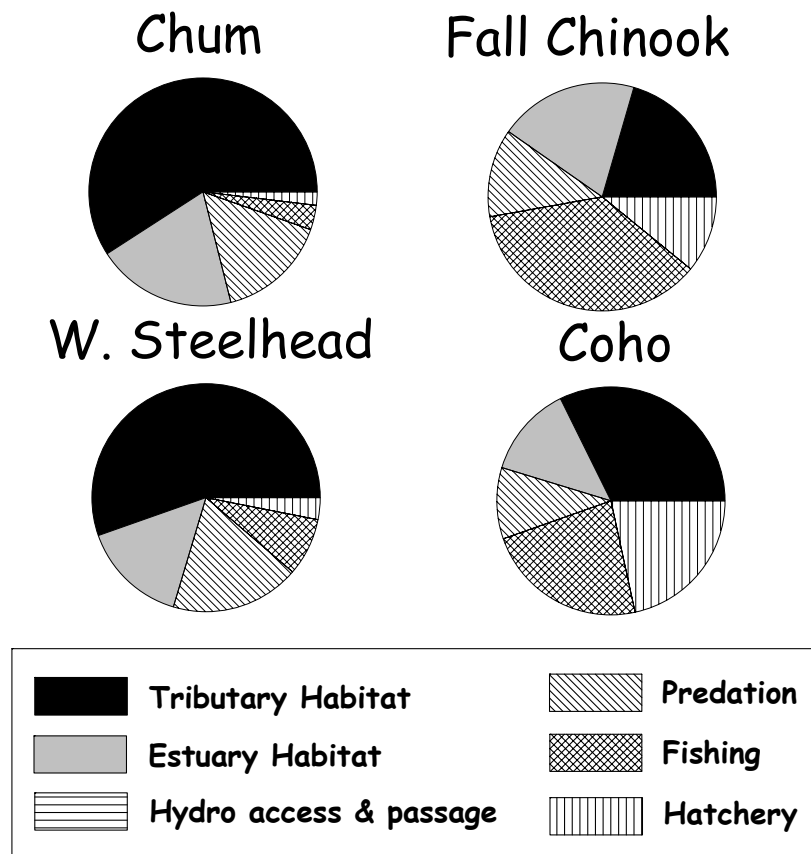 Chum
Fall Chinook
W. Steelhead
Coho
Tributary Habitat
Estuary Habitat
Hydro access & passage
Predation
Fishing
Hatchery